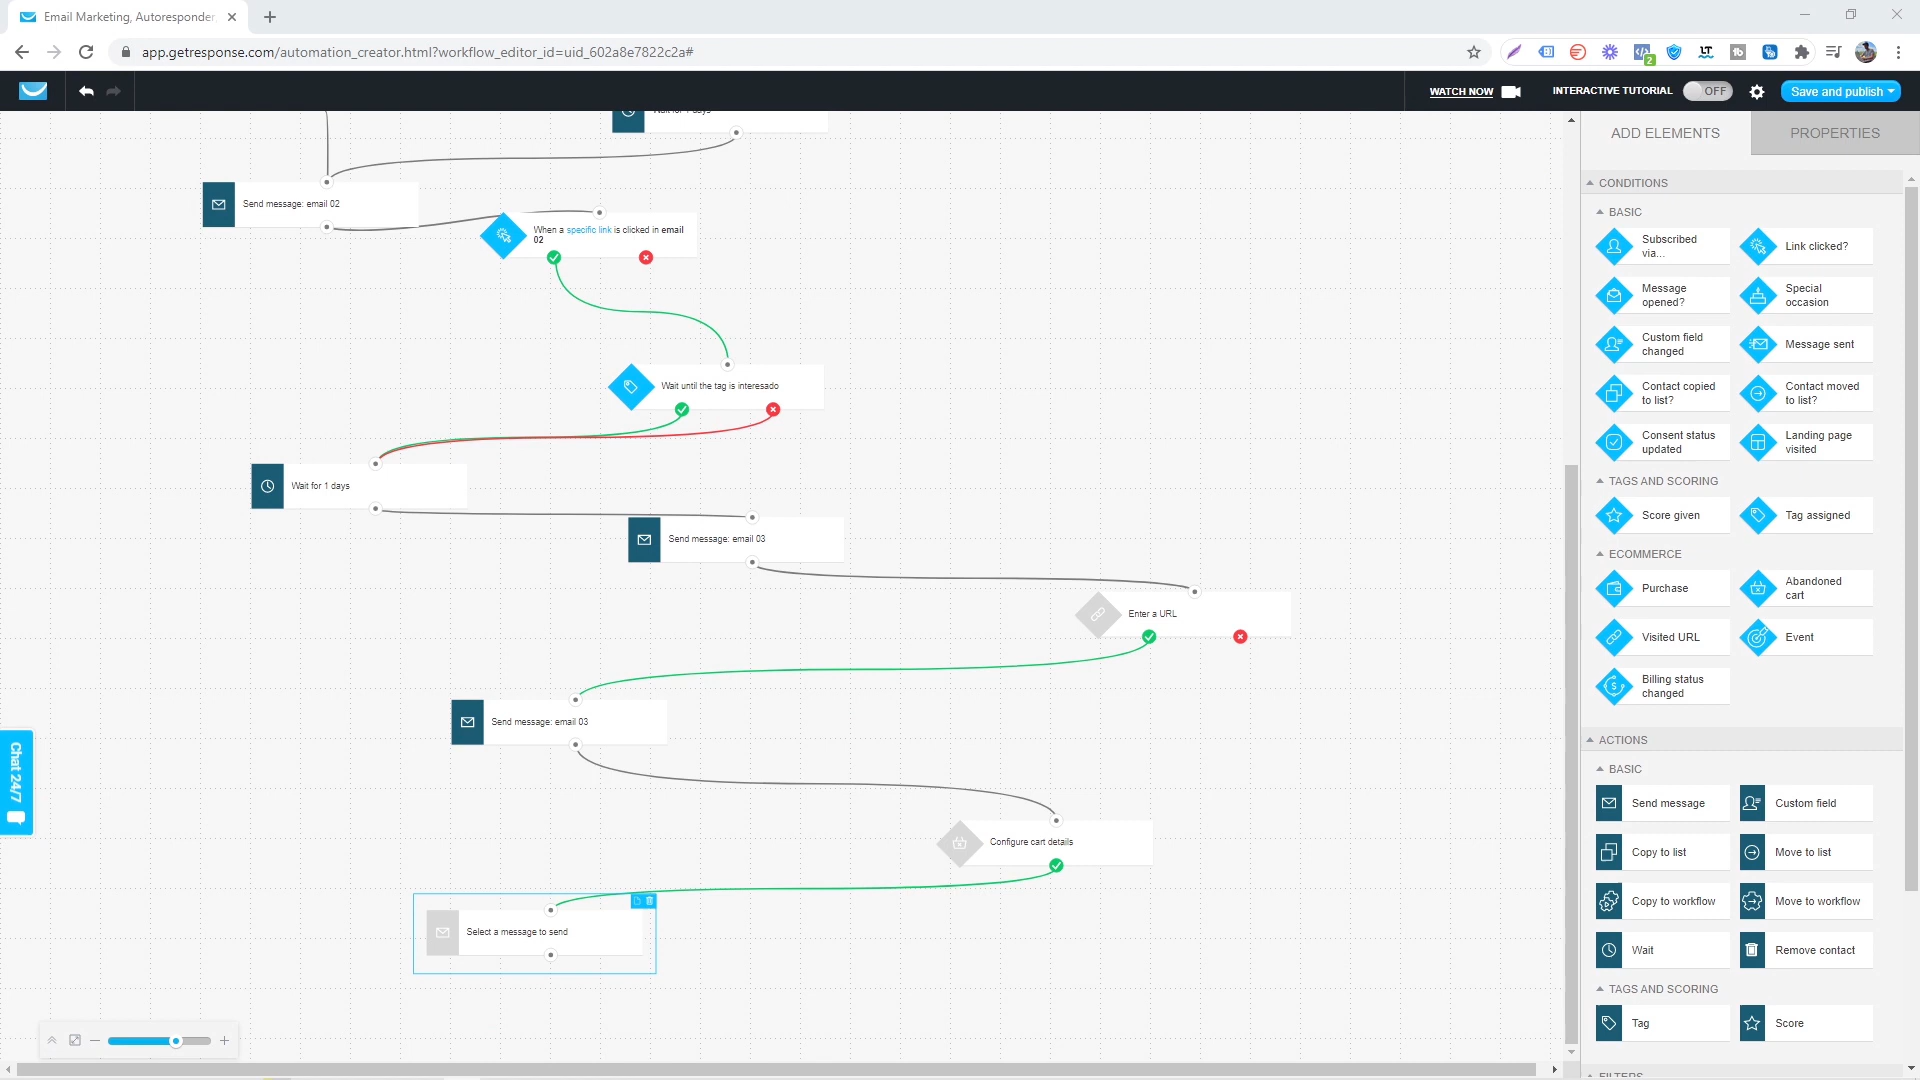 Email Marketing, Autoresponder
app.getresponse.com/automation_creator.html?workflow_editor_id=uid_602a8e7822c2a#
2
WATCH NOW
INTERACTIVE TUTORIAL
OFF
Save and publish
ADD ELEMENTS
PROPERTIES
Wait for 1 days
Send message: email 02
When a specific link is clicked in email
02
Wait until the tag is interesado
Wait for 1 days
Send message: email 03
Enter a URL
Send message: email 03
Configure cart details
Select a message to send
Chat 24/7
CONDITIONS
BASIC
Subscribed
via...
Link clicked?
Message
opened?
Special
occasion
Custom field
changed
Message sent
Contact copied
to list?
Contact moved
to list?
Consent status
updated
Landing page
visited
TAGS AND SCORING
Score given
Tag assigned
ECOMMERCE
Purchase
Abandoned
cart
Visited URL
Event
Billing status
changed
ACTIONS
BASIC
Send message
Custom field
Copy to list
Move to list
Copy to workflow
Move to workflow
Wait
Remove contact
TAGS AND SCORING
Tag
Score
FILTERS